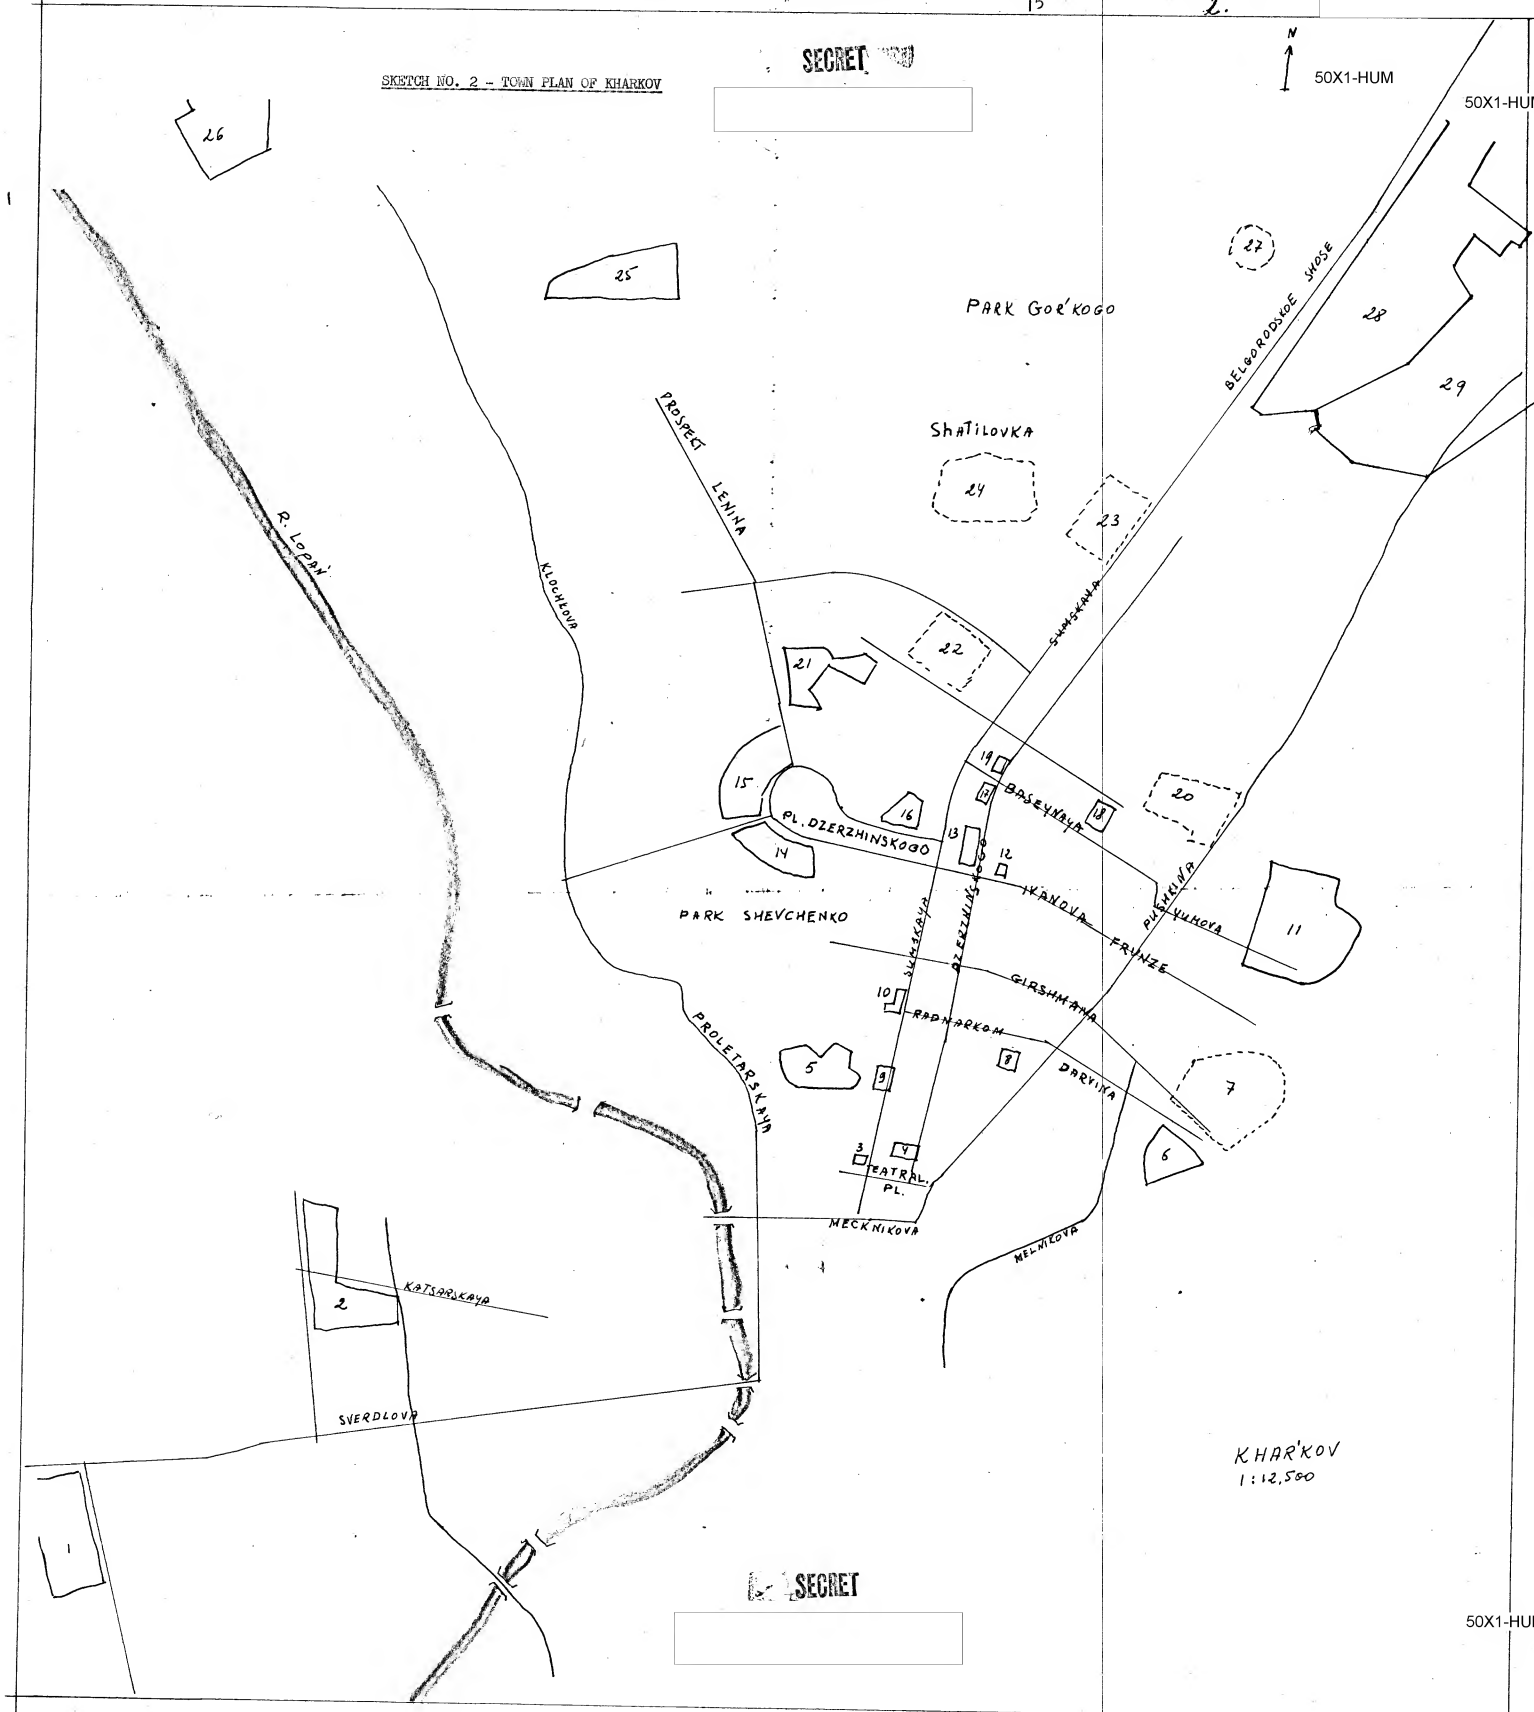 15
2.
SECRET
N
50X1-HUM
SKETCH NO. 2 - TOWN PLAN OF KHARKOV
50X1-HUM
26
27
25
PARK GOR'KOGO
BELGORODSKOE SHOSE
28
29
PROSPEKT LENINA
SHATILOVKA
24
23
R. LOPAN'
KLOCHKOVA
SUMSKAYA
22
21
19
15
17
BASEYNAYA
18
20
16
PL. DZERZHINSKOGO
13
14
12
PARK SHEVCHENKO
SUMSKAYA
DZERZHINSKOGO
IVANOVA
PUSHKINA
YUMOVA
11
FRUNZE
GIRSHMANA
10
RADNARKOM
PROLETARSKAYA
5
9
8
DARVINA
7
3
4
6
TEATRAL.
PL.
MECKNIKOVA
MELNIKOVA
KATSARSKAYA
2
SVERDLOVA
KHAR'KOV
1:12,500
1
SECRET
50X1-HUM